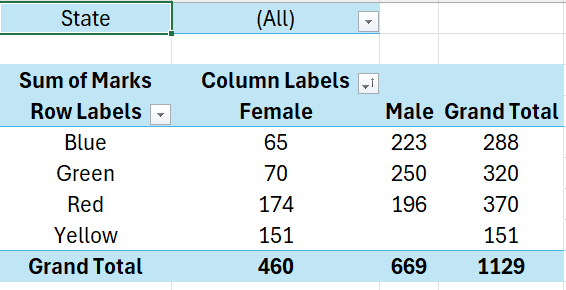 State (All)
Sum of Marks Column Labels
Row Labels Female Male Grand Total
Blue 65 223 288
Green 70 250 320
Red 174 196 370
Yellow 151 151
Grand Total 460 669 1129